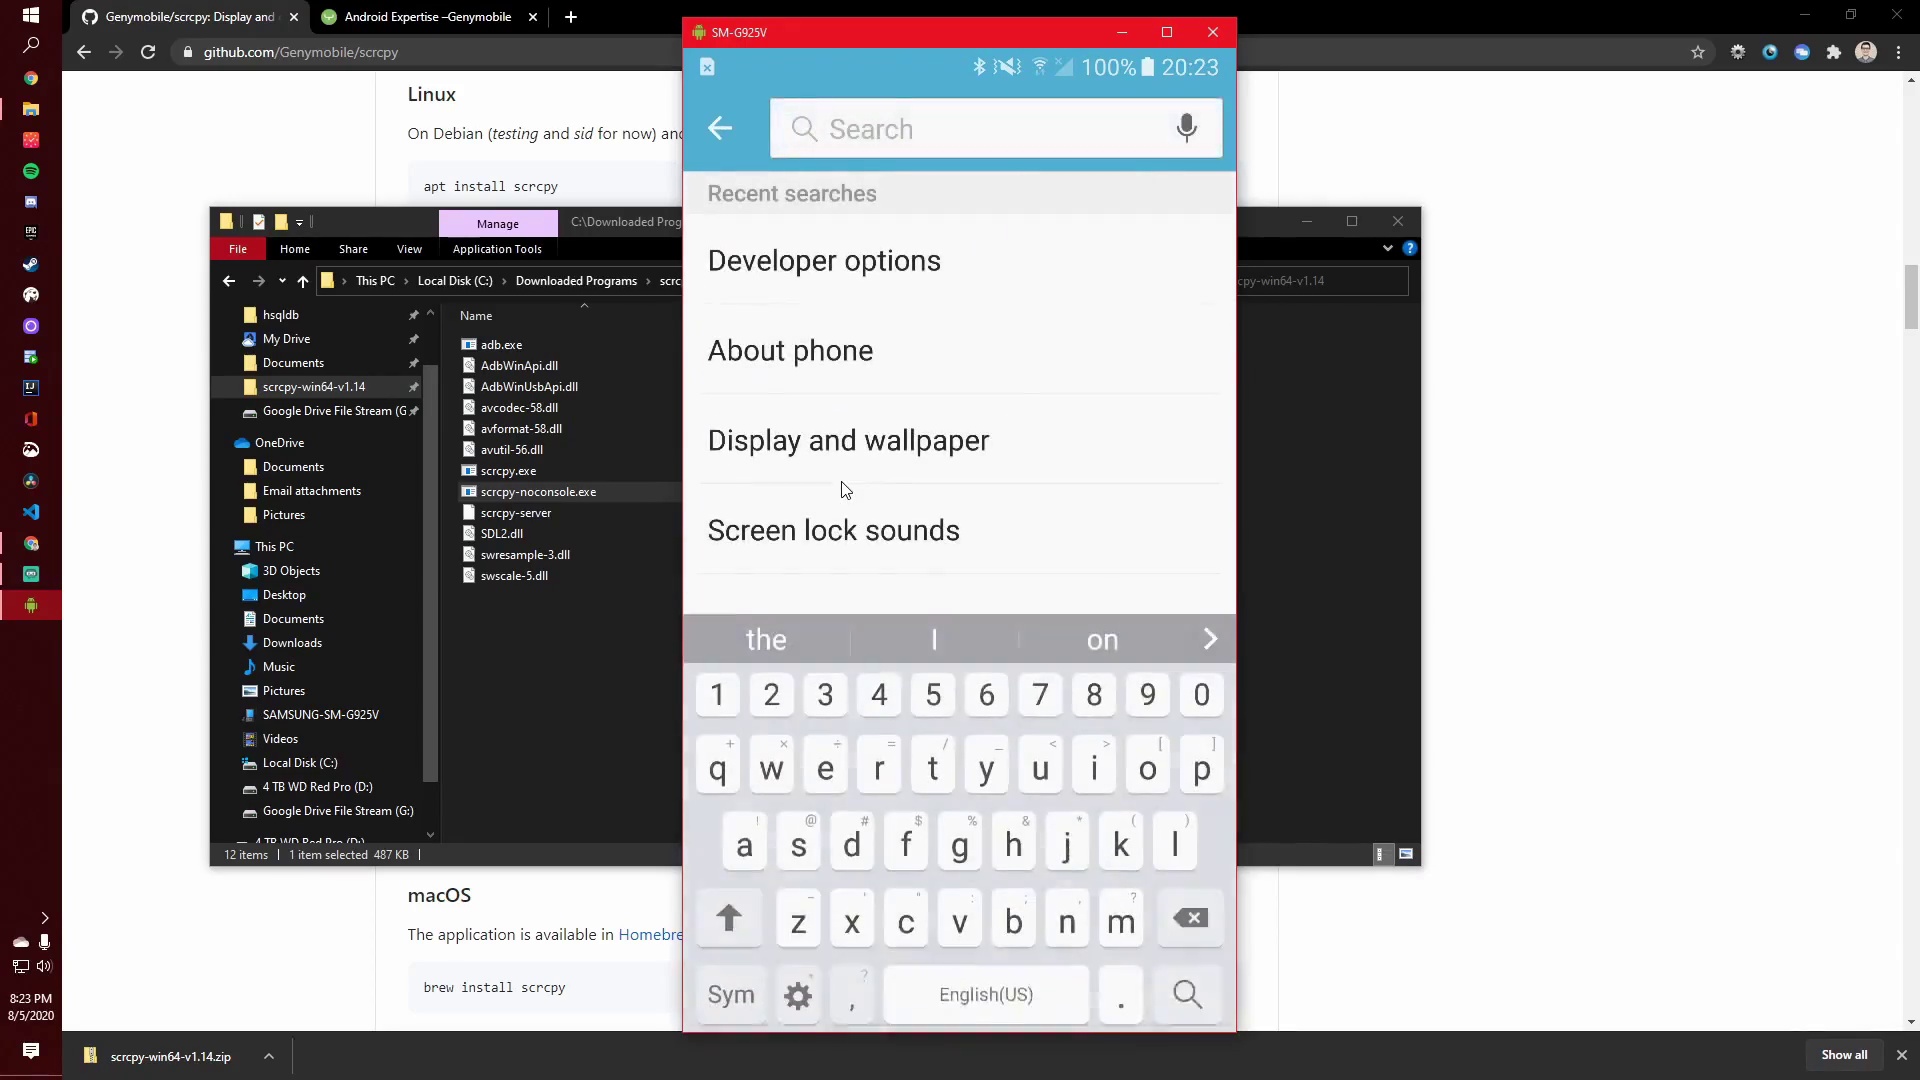 Genymobile/scrcpy: Display and
Android Expertise –Genymobile
github.com/Genymobile/scrcpy
Linux
On Debian (testing and sid for now) and
apt install scrcpy
Manage
C:\Downloaded Prog
File
Home
Share
View
Application Tools
This PC
Local Disk (C:)
Downloaded Programs
scrc
cpy-win64-v1.14
hsqldb
My Drive
Documents
scrcpy-win64-v1.14
Google Drive File Stream (G
OneDrive
Documents
Email attachments
Pictures
This PC
3D Objects
Desktop
Documents
Downloads
Music
Pictures
SAMSUNG-SM-G925V
Videos
Local Disk (C:)
4 TB WD Red Pro (D:)
Google Drive File Stream (G:)
4 TB WD Red Pro (D:)
Name
adb.exe
AdbWinApi.dll
AdbWinUsbApi.dll
avcodec-58.dll
avformat-58.dll
avutil-56.dll
scrcpy.exe
scrcpy-noconsole.exe
scrcpy-server
SDL2.dll
swresample-3.dll
swscale-5.dll
12 items
1 item selected 487 KB
SM-G925V
100% 20:23
Search
Recent searches
Developer options
About phone
Display and wallpaper
Screen lock sounds
the I on
1 2 3 4 5 6 7 8 9 0
+ × ÷ = / _ < > [ ]
q w e r t y u i o p
! @ # $ % & * ( )
a s d f g h j k l
- ' " : ; , ?
z x c v b n m
Sym , ? English(US) .
macOS
The application is available in Homebre
brew install scrcpy
EPIC
IJ
8:23 PM
8/5/2020
scrcpy-win64-v1.14.zip
Show all